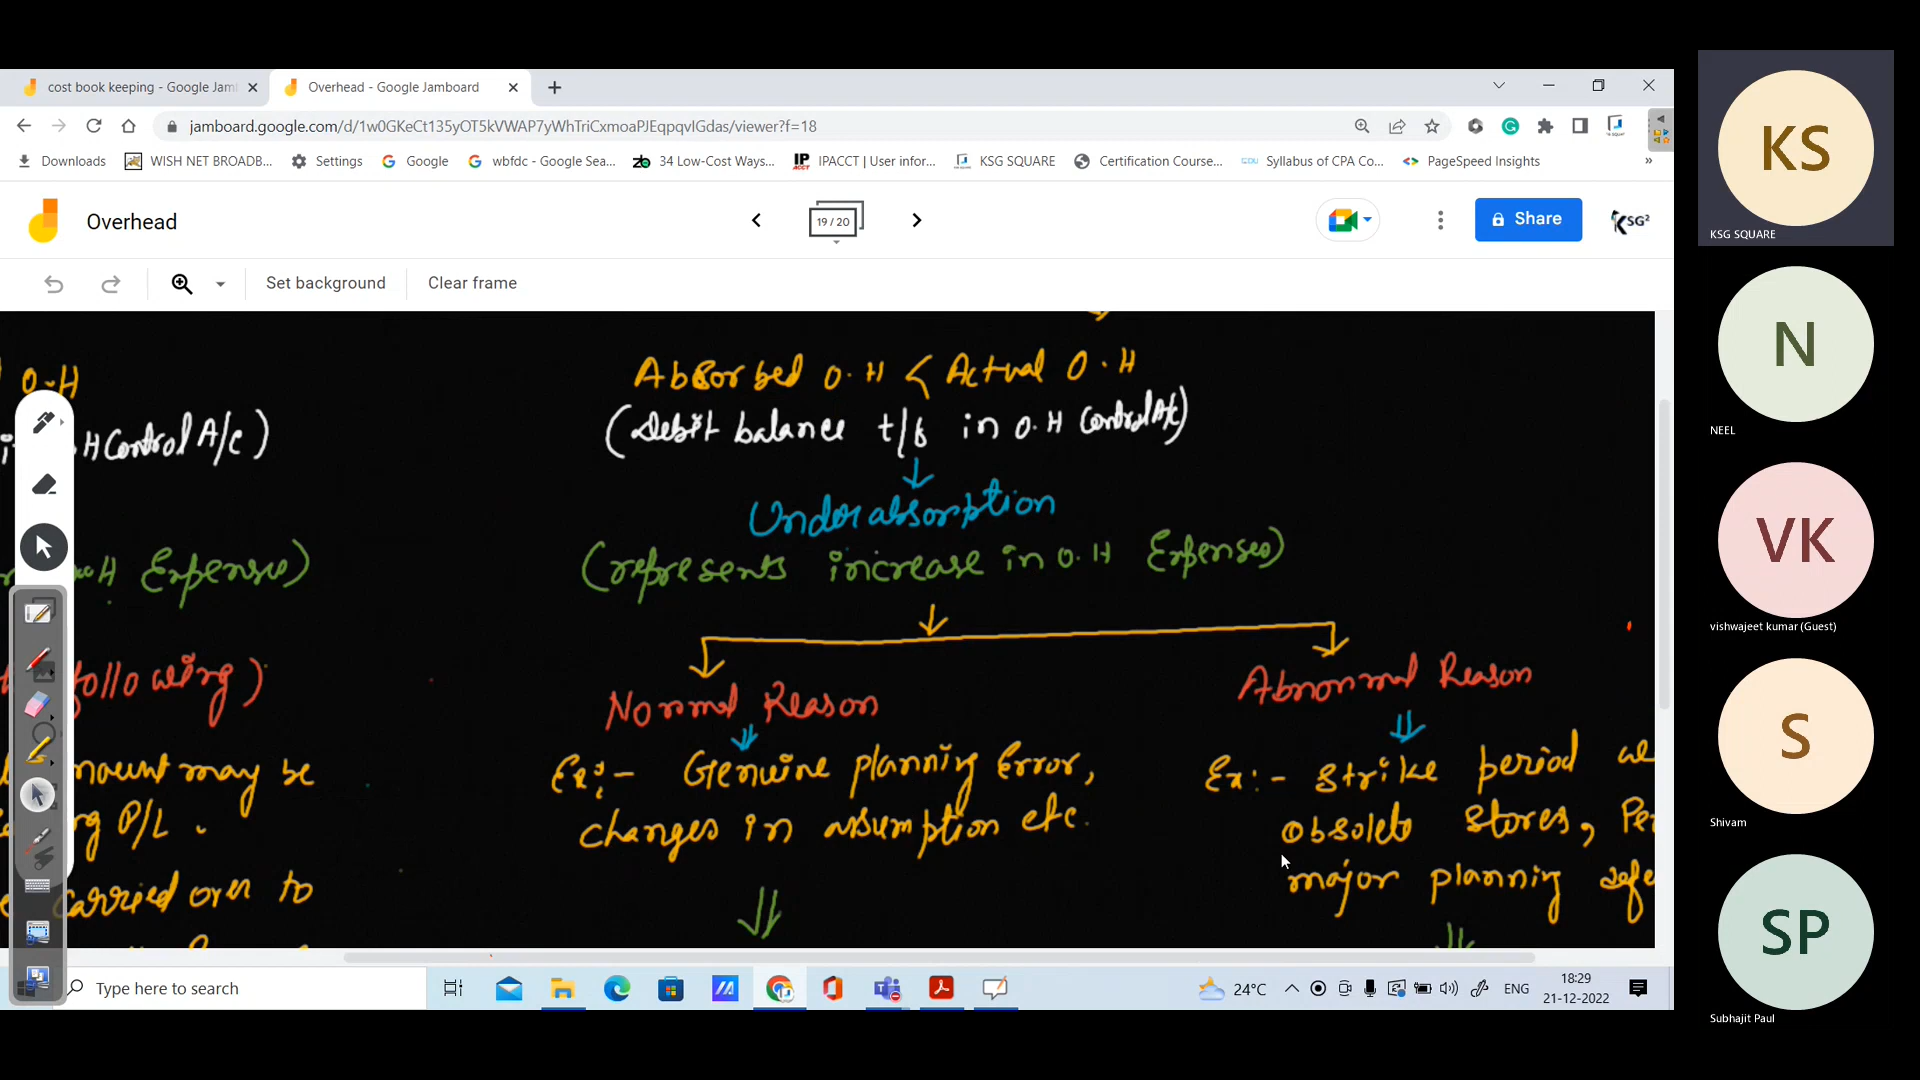 cost book keeping - Google Jam
Overhead - Google Jamboard
jamboard.google.com/d/1w0GKeCt135yOT5kVWAP7yWhTriCxmoaPJEqpqvIGdas/viewer?f=18
Downloads
WISH NET BROADB...
Settings
Google
wbfdc - Google Sea...
34 Low-Cost Ways...
IPACCT | User infor...
KSG SQUARE
Certification Course...
Syllabus of CPA Co...
PageSpeed Insights
»
Overhead
19 / 20
Share
KSG²
Set background
Clear frame
O-H
H Control A/c)
H Expenses)
following)
amount may be
P/L.
carried over to
Absorbed O.H < Actual O.H
(Debit balance t/f in O.H Control A/c)
Underabsorption
(represents increase in O.H Expenses)
Normal Reason
Ex:- Genuine planning Error,
changes in assumption etc.
Abnormal Reason
Ex:- Strike period
obsolete stores,
major planning
Type here to search
24°C
ENG
18:29
21-12-2022
KS
KSG SQUARE
N
NEEL
VK
vishwajeet kumar (Guest)
S
Shivam
SP
Subhajit Paul